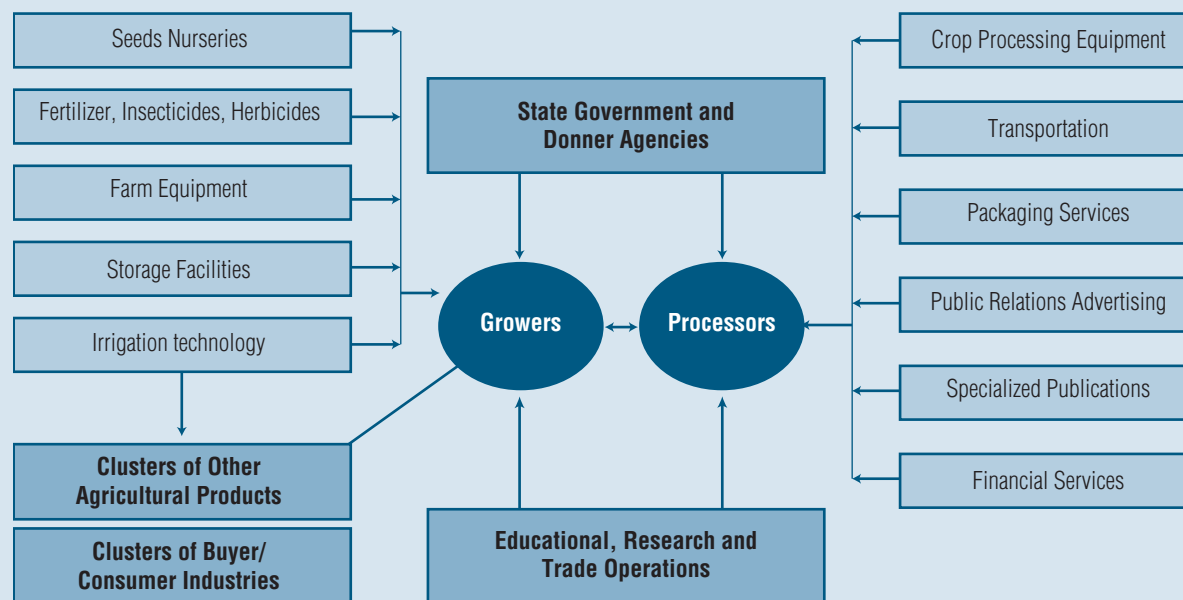 Seeds Nurseries
Fertilizer, Insecticides, Herbicides
Farm Equipment
Storage Facilities
Irrigation technology
Clusters of Other
Agricultural Products
Clusters of Buyer/
Consumer Industries
State Government and
Donner Agencies
Growers
Processors
Educational, Research and
Trade Operations
Crop Processing Equipment
Transportation
Packaging Services
Public Relations Advertising
Specialized Publications
Financial Services